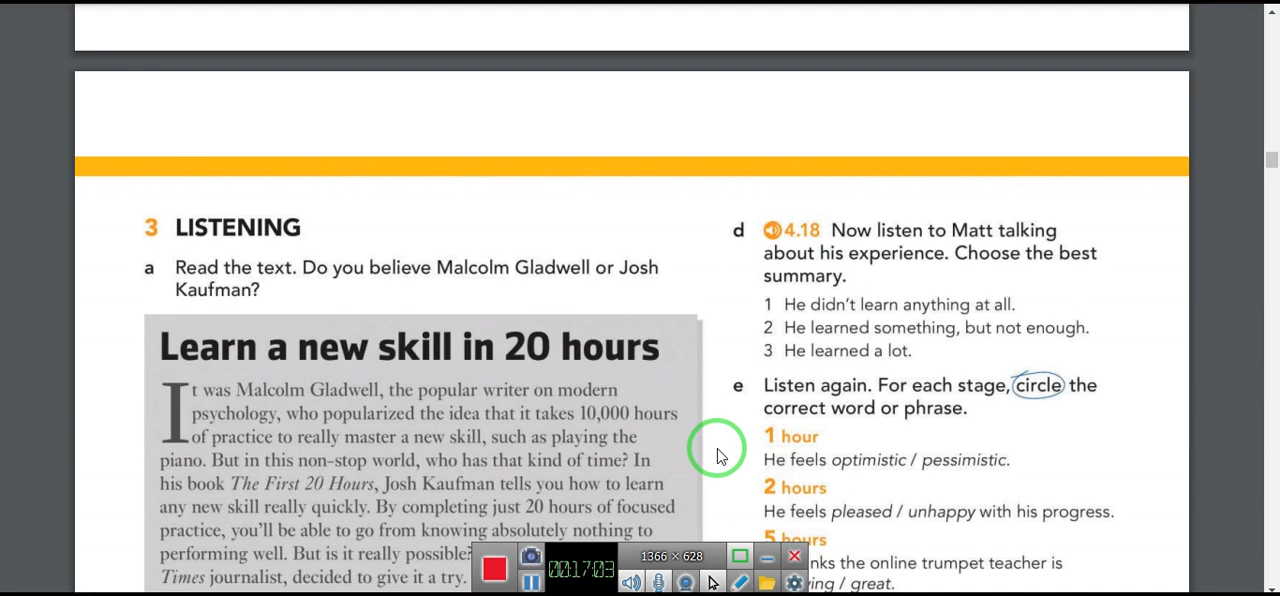 3 LISTENING
a Read the text. Do you believe Malcolm Gladwell or Josh
Kaufman?
Learn a new skill in 20 hours
It was Malcolm Gladwell, the popular writer on modern
psychology, who popularized the idea that it takes 10,000 hours
of practice to really master a new skill, such as playing the
piano. But in this non-stop world, who has that kind of time? In
his book The First 20 Hours, Josh Kaufman tells you how to learn
any new skill really quickly. By completing just 20 hours of focused
practice, you'll be able to go from knowing absolutely nothing to
performing well. But is it really possible?
Times journalist, decided to give it a try.
d 4.18 Now listen to Matt talking
about his experience. Choose the best
summary.
1 He didn't learn anything at all.
2 He learned something, but not enough.
3 He learned a lot.
e Listen again. For each stage, circle the
correct word or phrase.
1 hour
He feels optimistic / pessimistic.
2 hours
He feels pleased / unhappy with his progress.
5 hours
nks the online trumpet teacher is
ing / great.
00:17:03
1366 × 628